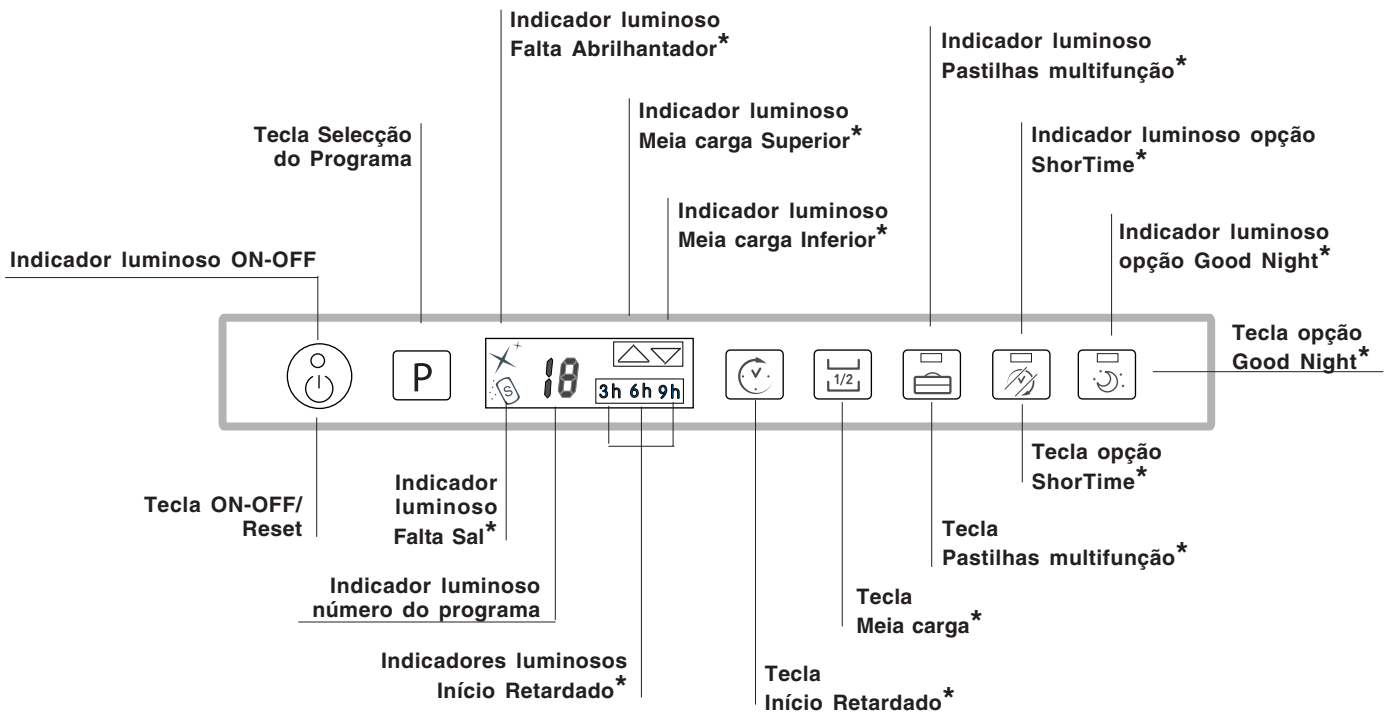 Indicador luminoso
Falta Abrilhantador*
Indicador luminoso
Pastilhas multifunção*
Indicador luminoso
Meia carga Superior*
Tecla Selecção
do Programa
Indicador luminoso opção
ShorTime*
Indicador luminoso
Meia carga Inferior*
Indicador luminoso
opção Good Night*
Indicador luminoso ON-OFF
Tecla opção
Good Night*
P
S
18
3h 6h 9h
1/2
Tecla opção
ShorTime*
Tecla ON-OFF/
Reset
Indicador
luminoso
Falta Sal*
Tecla
Pastilhas multifunção*
Indicador luminoso
número do programa
Tecla
Meia carga*
Indicadores luminosos
Início Retardado*
Tecla
Início Retardado*